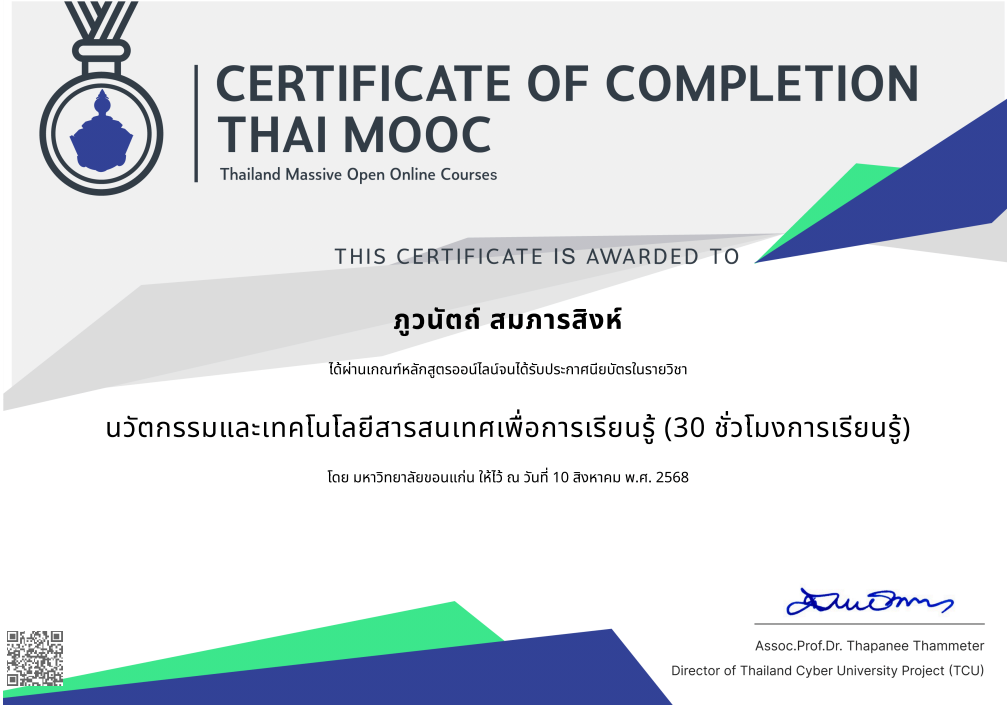 CERTIFICATE OF COMPLETION
THAI MOOC
Thailand Massive Open Online Courses
THIS CERTIFICATE IS AWARDED TO
ภูวนัตถ์ สมภารสิงห์
ได้ผ่านเกณฑ์หลักสูตรออนไลน์จนได้รับประกาศนียบัตรในรายวิชา
นวัตกรรมและเทคโนโลยีสารสนเทศเพื่อการเรียนรู้ (30 ชั่วโมงการเรียนรู้)
โดย มหาวิทยาลัยขอนแก่น ให้ไว้ ณ วันที่ 10 สิงหาคม พ.ศ. 2568
Assoc.Prof.Dr. Thapanee Thammeter
Director of Thailand Cyber University Project (TCU)